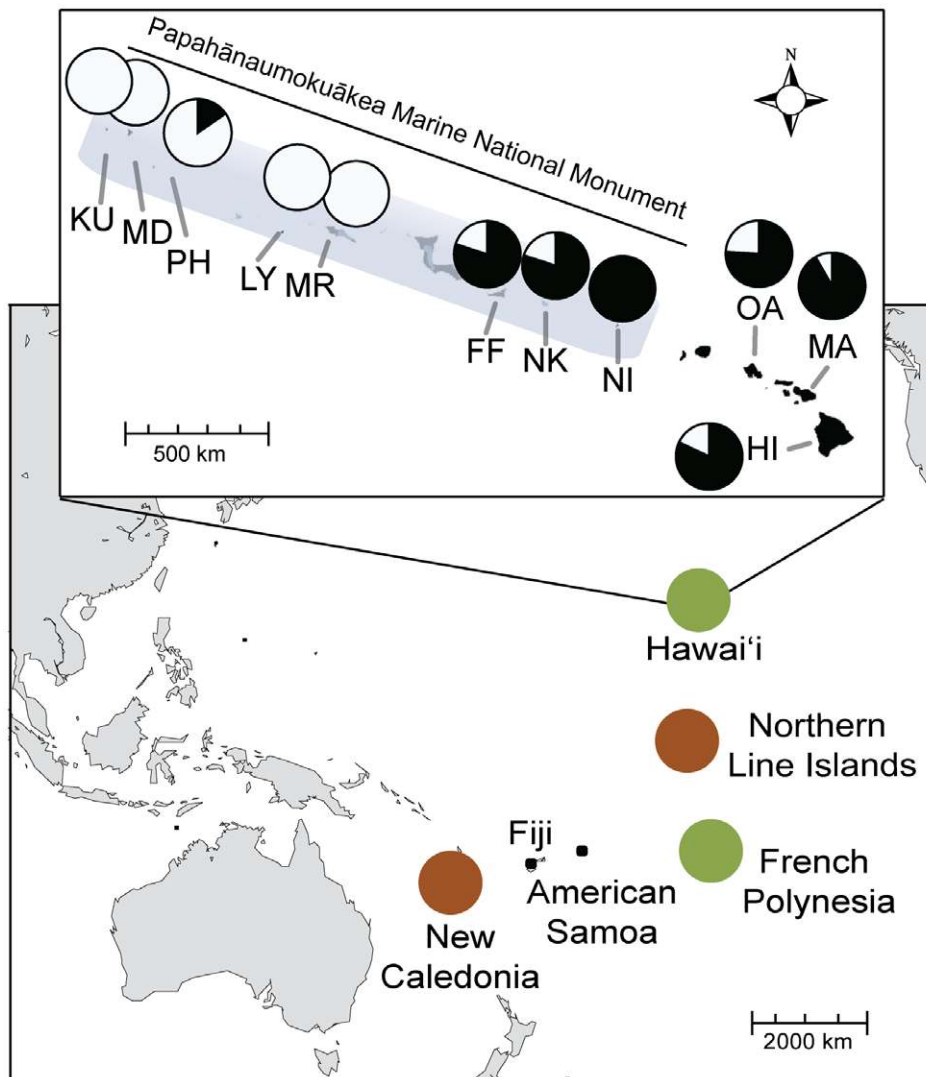 Papahānaumokuākea Marine National Monument
N
KU
MD
PH
LY
MR
FF
NK
NI
OA
MA
HI
500 km
Hawaiʻi
Northern
Line Islands
Fiji
American
Samoa
French
Polynesia
New
Caledonia
2000 km